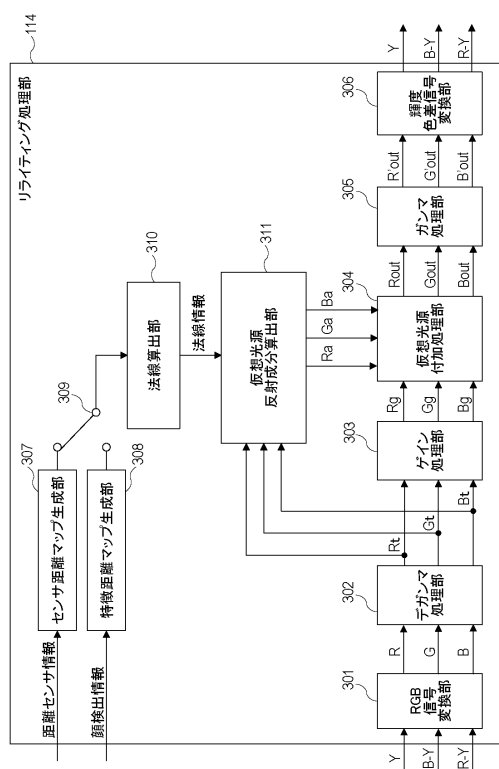 114
リライティング処理部
距離センサ情報
307
センサ距離マップ生成部
顔検出情報
308
特徴距離マップ生成部
309
310
法線算出部
法線情報
311
仮想光源
反射成分算出部
Ra
Ga
Ba
Y
B-Y
R-Y
301
RGB
信号
変換部
R
G
B
302
デガンマ
処理部
Rt
Gt
Bt
303
ゲイン
処理部
Rg
Gg
Bg
304
仮想光源
付加処理部
Rout
Gout
Bout
305
ガンマ
処理部
R'out
G'out
B'out
306
輝度
色差信号
変換部
Y
B-Y
R-Y